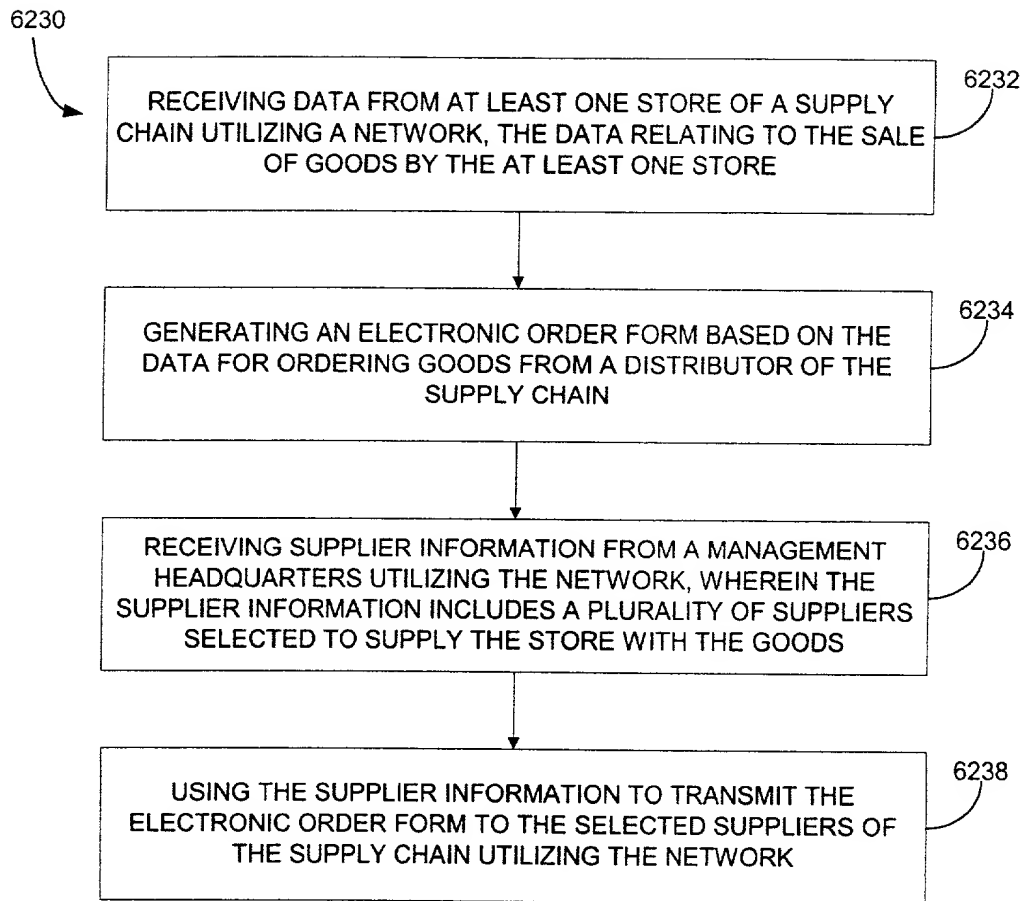 6230
6232
RECEIVING DATA FROM AT LEAST ONE STORE OF A SUPPLY
CHAIN UTILIZING A NETWORK, THE DATA RELATING TO THE SALE
OF GOODS BY THE AT LEAST ONE STORE
6234
GENERATING AN ELECTRONIC ORDER FORM BASED ON THE
DATA FOR ORDERING GOODS FROM A DISTRIBUTOR OF THE
SUPPLY CHAIN
6236
RECEIVING SUPPLIER INFORMATION FROM A MANAGEMENT
HEADQUARTERS UTILIZING THE NETWORK, WHEREIN THE
SUPPLIER INFORMATION INCLUDES A PLURALITY OF SUPPLIERS
SELECTED TO SUPPLY THE STORE WITH THE GOODS
6238
USING THE SUPPLIER INFORMATION TO TRANSMIT THE
ELECTRONIC ORDER FORM TO THE SELECTED SUPPLIERS OF
THE SUPPLY CHAIN UTILIZING THE NETWORK